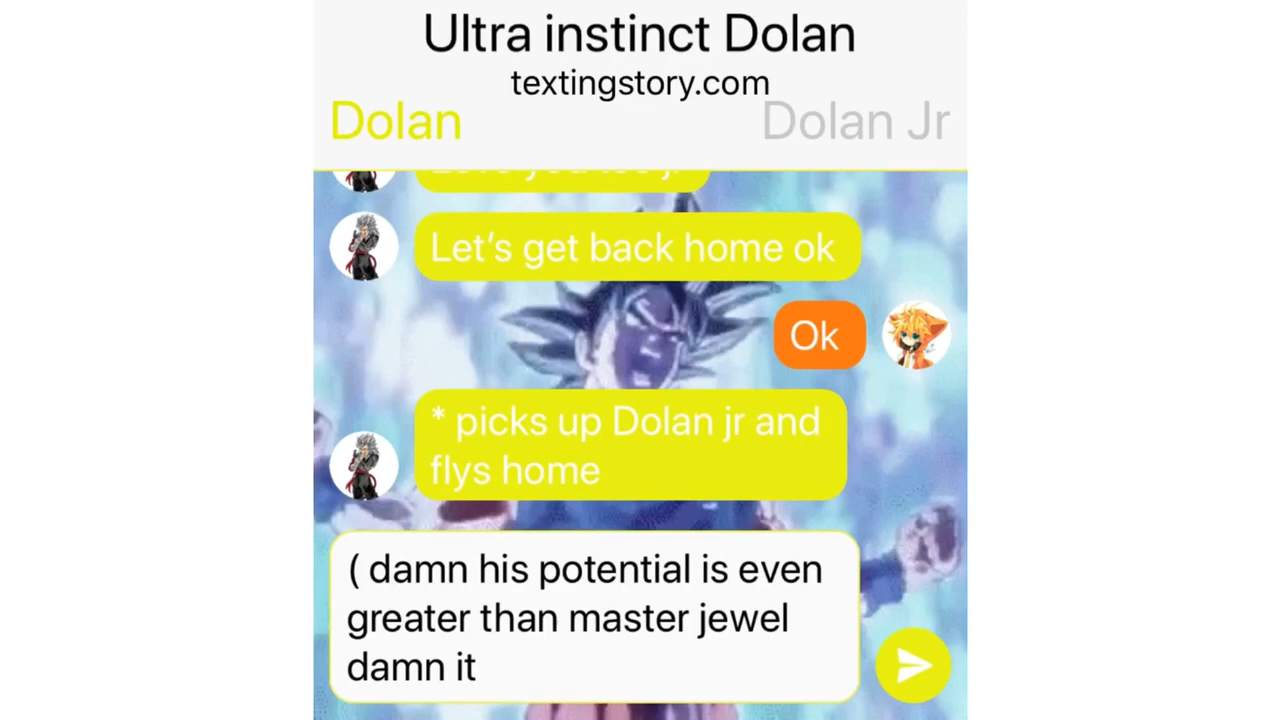 Ultra instinct Dolan
textingstory.com
Dolan
Dolan Jr
Let's get back home ok
Ok
* picks up Dolan jr and
flys home
( damn his potential is even
greater than master jewel
damn it